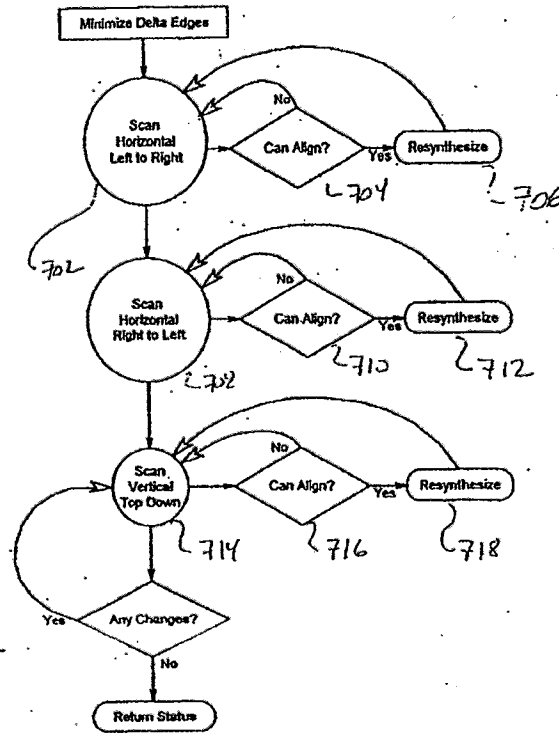 Minimize Delta Edges
Scan
Horizontal
Left to Right
No
Can Align?
Yes
Resynthesize
704
706
702
Scan
Horizontal
Right to Left
No
Can Align?
Yes
Resynthesize
708
710
712
Scan
Vertical
Top Down
No
Can Align?
Yes
Resynthesize
714
716
718
Any Changes?
Yes
No
Return Status